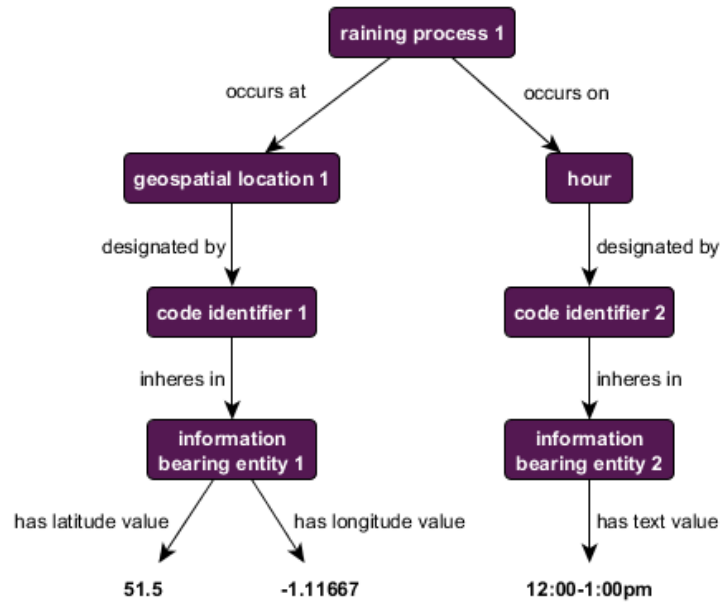 raining process 1
occurs at
occurs on
geospatial location 1
hour
designated by
designated by
code identifier 1
code identifier 2
inheres in
inheres in
information
bearing entity 1
information
bearing entity 2
has latitude value
has longitude value
has text value
51.5
-1.11667
12:00-1:00pm